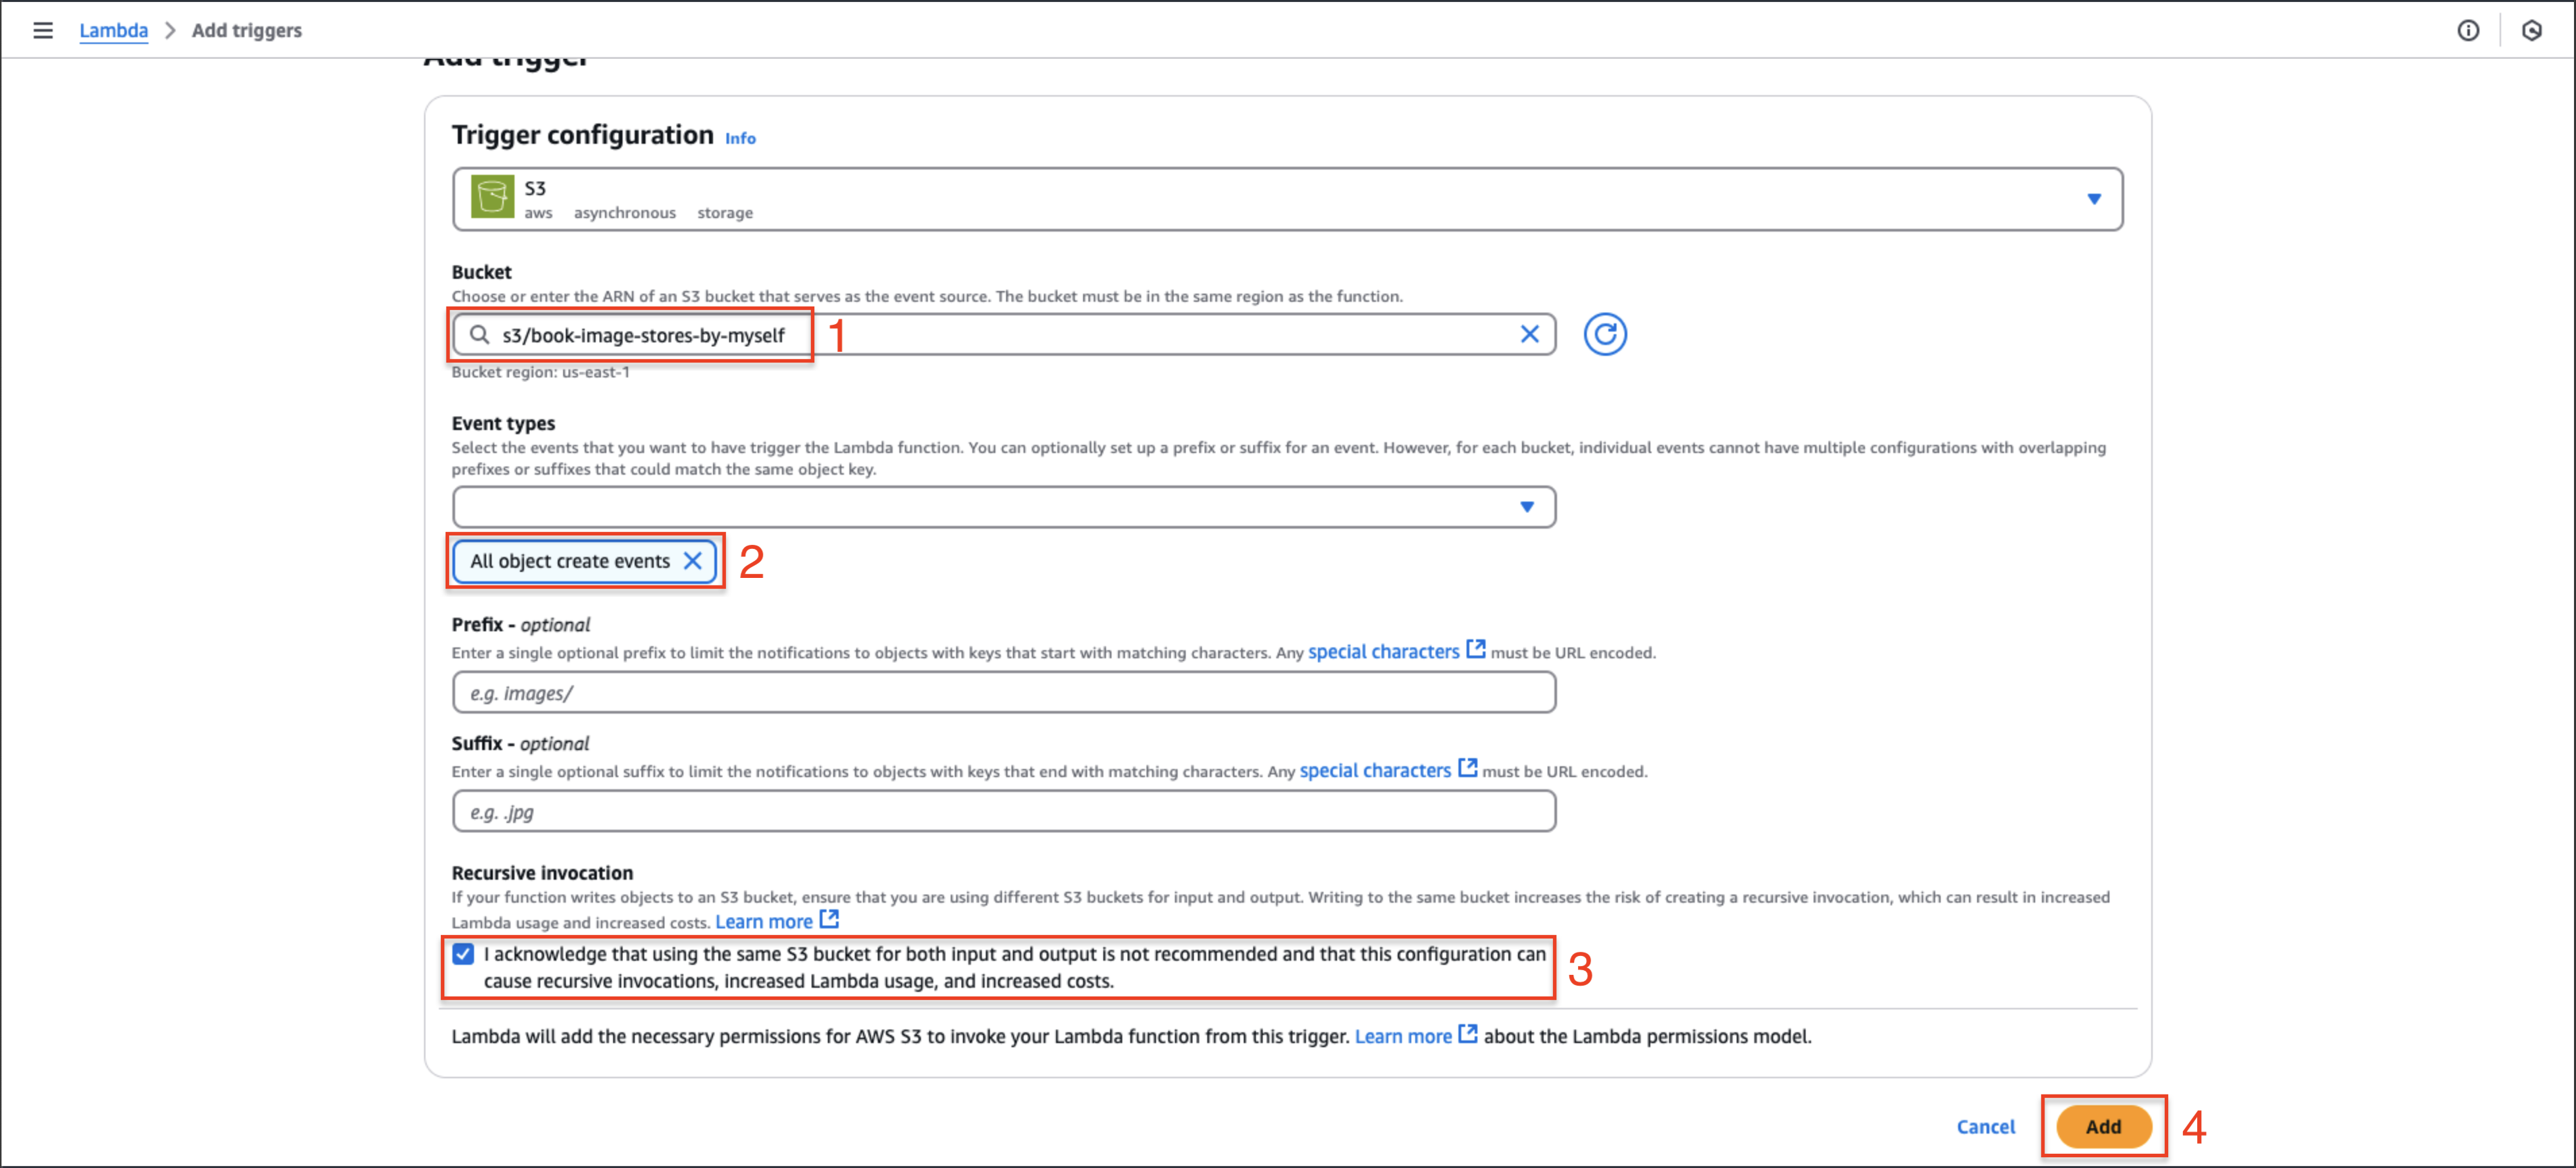 Lambda > Add triggers
Add trigger
Trigger configuration Info
S3
aws asynchronous storage
Bucket
Choose or enter the ARN of an S3 bucket that serves as the event source. The bucket must be in the same region as the function.
s3/book-image-stores-by-myself 1
Bucket region: us-east-1
Event types
Select the events that you want to have trigger the Lambda function. You can optionally set up a prefix or suffix for an event. However, for each bucket, individual events cannot have multiple configurations with overlapping
prefixes or suffixes that could match the same object key.
All object create events 2
Prefix - optional
Enter a single optional prefix to limit the notifications to objects with keys that start with matching characters. Any special characters must be URL encoded.
e.g. images/
Suffix - optional
Enter a single optional suffix to limit the notifications to objects with keys that end with matching characters. Any special characters must be URL encoded.
e.g. .jpg
Recursive invocation
If your function writes objects to an S3 bucket, ensure that you are using different S3 buckets for input and output. Writing to the same bucket increases the risk of creating a recursive invocation, which can result in increased
Lambda usage and increased costs. Learn more
I acknowledge that using the same S3 bucket for both input and output is not recommended and that this configuration can
cause recursive invocations, increased Lambda usage, and increased costs. 3
Lambda will add the necessary permissions for AWS S3 to invoke your Lambda function from this trigger. Learn more about the Lambda permissions model.
Cancel Add 4